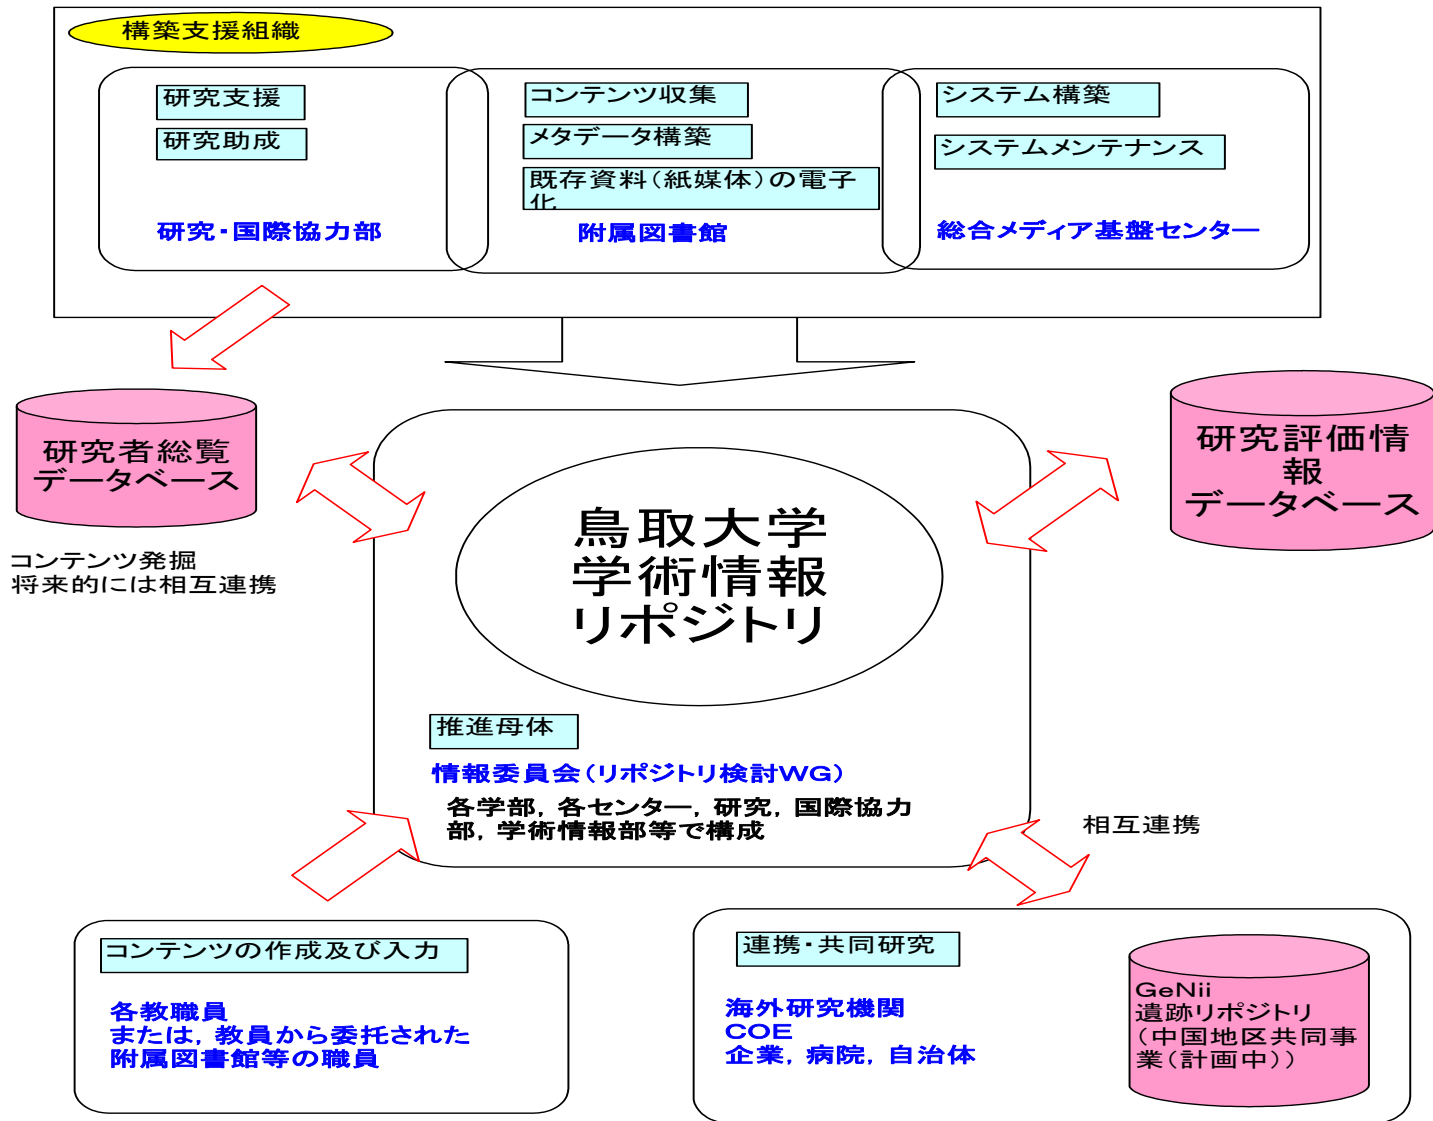 構築支援組織
研究支援
研究助成
研究・国際協力部
コンテンツ収集
メタデータ構築
既存資料（紙媒体）の電子
化
附属図書館
システム構築
システムメンテナンス
総合メディア基盤センター
研究者総覧
データベース
コンテンツ発掘
将来的には相互連携
研究評価情
報
データベース
鳥取大学
学術情報
リポジトリ
推進母体
情報委員会（リポジトリ検討WG）
各学部，各センター，研究，国際協力
部，学術情報部等で構成
相互連携
コンテンツの作成及び入力
各教職員
または，教員から委託された
附属図書館等の職員
連携・共同研究
海外研究機関
COE
企業，病院，自治体
GeNii
遺跡リポジトリ
（中国地区共同事
業（計画中））